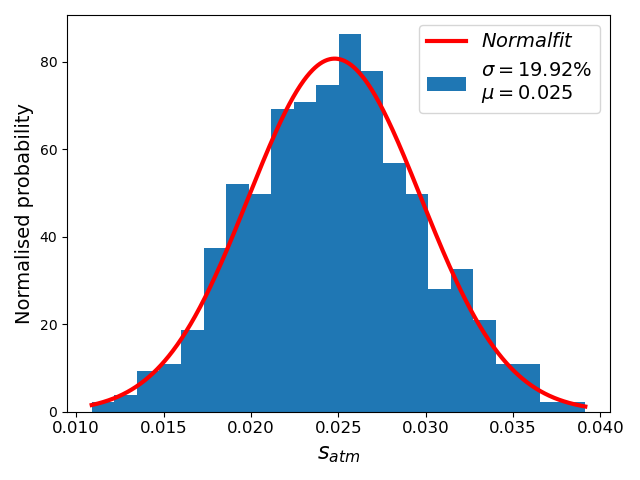 Normalfit
σ = 19.92%
μ = 0.025
Normalised probability
80
60
40
20
0
0.010 0.015 0.020 0.025 0.030 0.035 0.040
s_atm